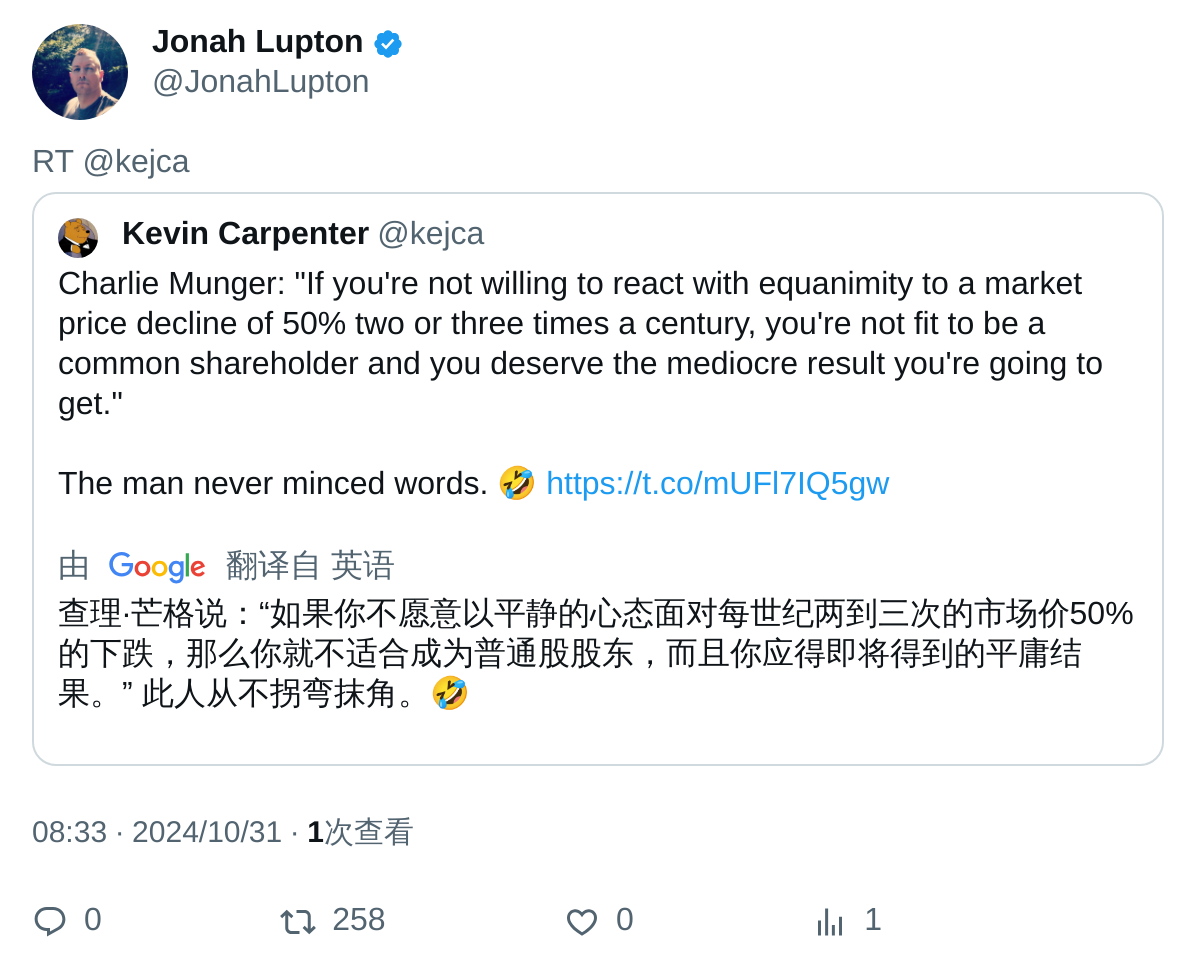 Jonah Lupton
@JonahLupton
RT @kejca
Kevin Carpenter @kejca
Charlie Munger: "If you're not willing to react with equanimity to a market
price decline of 50% two or three times a century, you're not fit to be a
common shareholder and you deserve the mediocre result you're going to
get."
The man never minced words. 🤣 https://t.co/mUFl7IQ5gw
由 Google 翻译自 英语
查理·芒格说：“如果你不愿意以平静的心态面对每世纪两到三次的市场价50%
的下跌，那么你就不适合成为普通股股东，而且你应得即将得到的平庸结
果。” 此人从不拐弯抹角。🤣
08:33 · 2024/10/31 · 1次查看
0 258 0 1